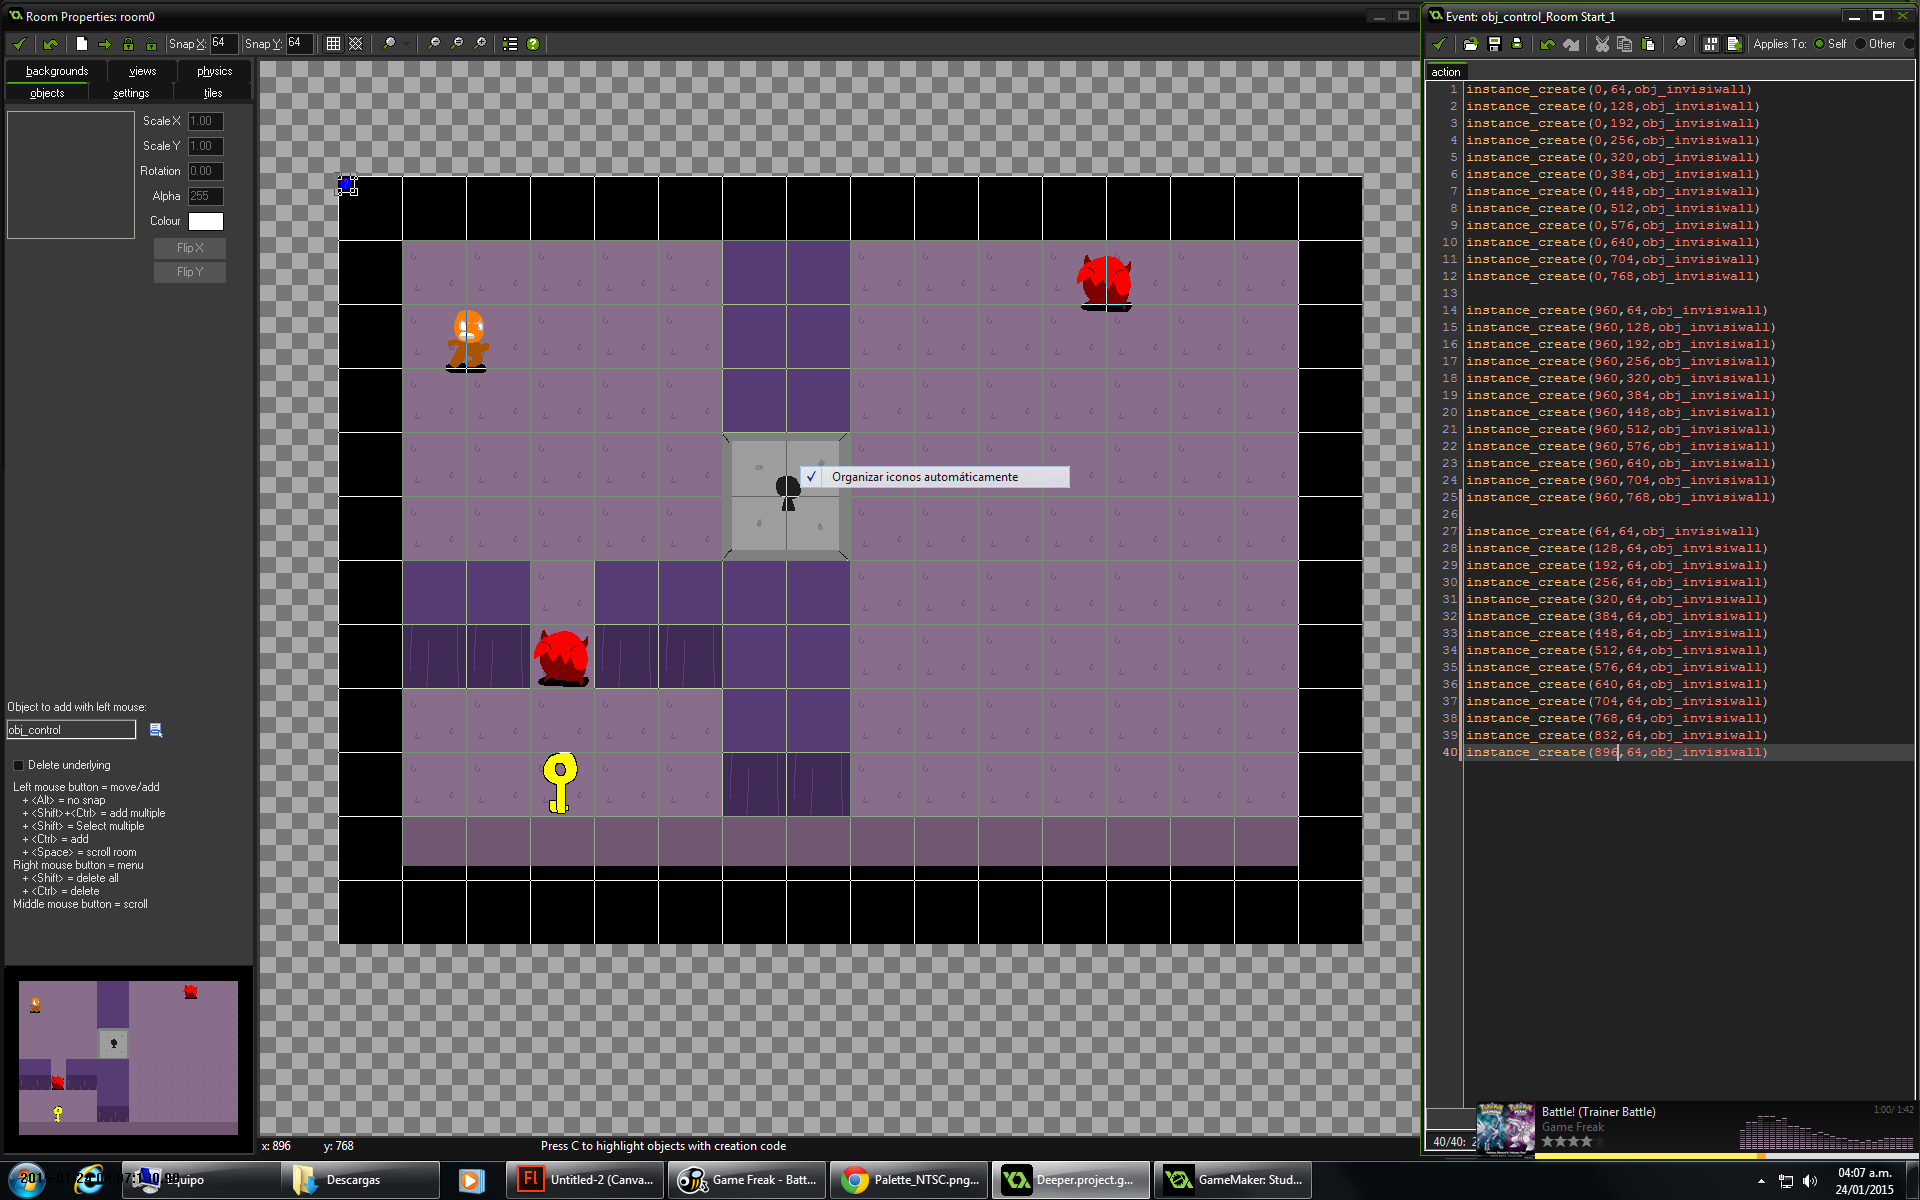 Room Properties: room0
Snap X: 64 Snap Y: 64
backgrounds views physics
objects settings tiles
Scale X 1.00
Scale Y 1.00
Rotation 0.00
Alpha 255
Colour
Flip X
Flip Y
Object to add with left mouse:
obj_control
Delete underlying
Left mouse button = move/add
+ <Alt> = no snap
+ <Shift>+<Ctrl> = add multiple
+ <Shift> = Select multiple
+ <Ctrl> = add
+ <Space> = scroll room
Right mouse button = menu
+ <Shift> = delete all
+ <Ctrl> = delete
Middle mouse button = scroll
Organizar iconos automáticamente
x: 896 y: 768 Press C to highlight objects with creation code
Event: obj_control_Room Start_1
Applies To: Self Other
action
1 instance_create(0,64,obj_invisiwall)
2 instance_create(0,128,obj_invisiwall)
3 instance_create(0,192,obj_invisiwall)
4 instance_create(0,256,obj_invisiwall)
5 instance_create(0,320,obj_invisiwall)
6 instance_create(0,384,obj_invisiwall)
7 instance_create(0,448,obj_invisiwall)
8 instance_create(0,512,obj_invisiwall)
9 instance_create(0,576,obj_invisiwall)
10 instance_create(0,640,obj_invisiwall)
11 instance_create(0,704,obj_invisiwall)
12 instance_create(0,768,obj_invisiwall)
13
14 instance_create(960,64,obj_invisiwall)
15 instance_create(960,128,obj_invisiwall)
16 instance_create(960,192,obj_invisiwall)
17 instance_create(960,256,obj_invisiwall)
18 instance_create(960,320,obj_invisiwall)
19 instance_create(960,384,obj_invisiwall)
20 instance_create(960,448,obj_invisiwall)
21 instance_create(960,512,obj_invisiwall)
22 instance_create(960,576,obj_invisiwall)
23 instance_create(960,640,obj_invisiwall)
24 instance_create(960,704,obj_invisiwall)
25 instance_create(960,768,obj_invisiwall)
26
27 instance_create(64,64,obj_invisiwall)
28 instance_create(128,64,obj_invisiwall)
29 instance_create(192,64,obj_invisiwall)
30 instance_create(256,64,obj_invisiwall)
31 instance_create(320,64,obj_invisiwall)
32 instance_create(384,64,obj_invisiwall)
33 instance_create(448,64,obj_invisiwall)
34 instance_create(512,64,obj_invisiwall)
35 instance_create(576,64,obj_invisiwall)
36 instance_create(640,64,obj_invisiwall)
37 instance_create(704,64,obj_invisiwall)
38 instance_create(768,64,obj_invisiwall)
39 instance_create(832,64,obj_invisiwall)
40 instance_create(896,64,obj_invisiwall)
Battle! (Trainer Battle) 1:00/ 1:42
Game Freak
40/40:
Equipo
Descargas
Untitled-2 (Canva...
Game Freak - Batt...
Palette_NTSC.png...
Deeper.project.g...
GameMaker: Stud...
04:07 a.m.
24/01/2015